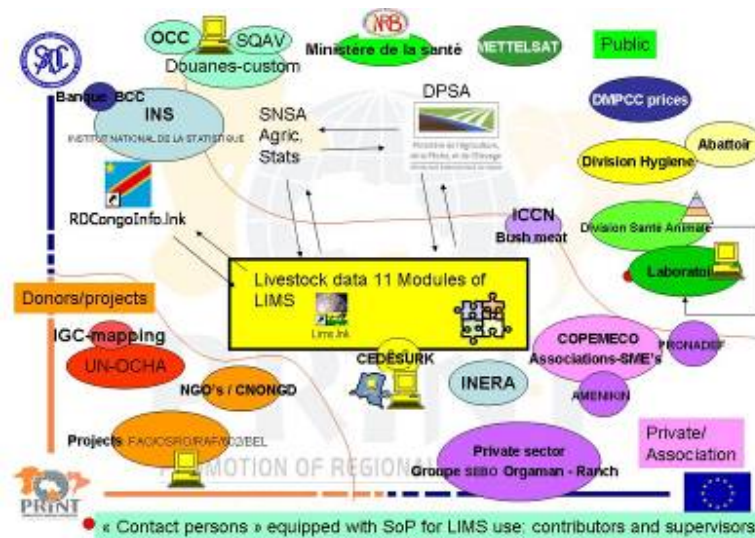 OCC
SQAV
Douanes-custom
Ministère de la santé
METTELSAT
Public
Banque BCC
INS
INSTITUT NATIONAL DE LA STATISTIQUE
SNSA
Agric.
Stats
DPSA
DMPCC prices
Abattoir
Division Hygiene
RDCongoInfo.lnk
ICCN
Bush meat
Division Santé Animale
Laboratoi
Livestock data 11 Modules of
LIMS
Lims.lnk
Donors/projects
IGC-mapping
UN-OCHA
NGO's / CNONGD
CEDESURK
INERA
COPEMECO
Associations-SME's
PRONADEF
AMENIKIN
Projects
Private sector
Groupe SEBO Orgaman - Ranch
Private/
Association
OMOTION OF REGIONAL
PRINT
« Contact persons » equipped with SoP for LIMS use: contributors and supervisors